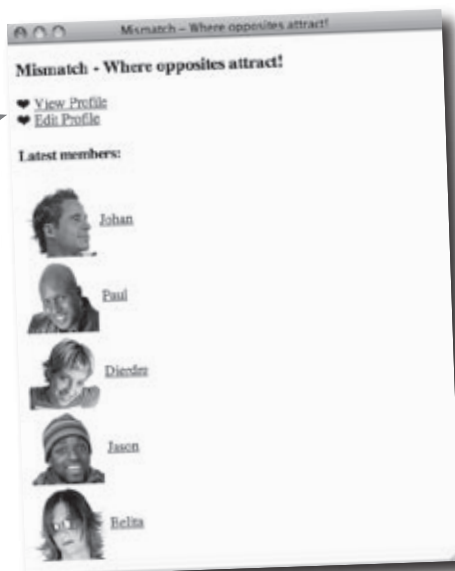 Mismatch – Where opposites attract!
Mismatch - Where opposites attract!
❤ View Profile
❤ Edit Profile
Latest members:
Johan
Paul
Dierdre
Jason
Belita